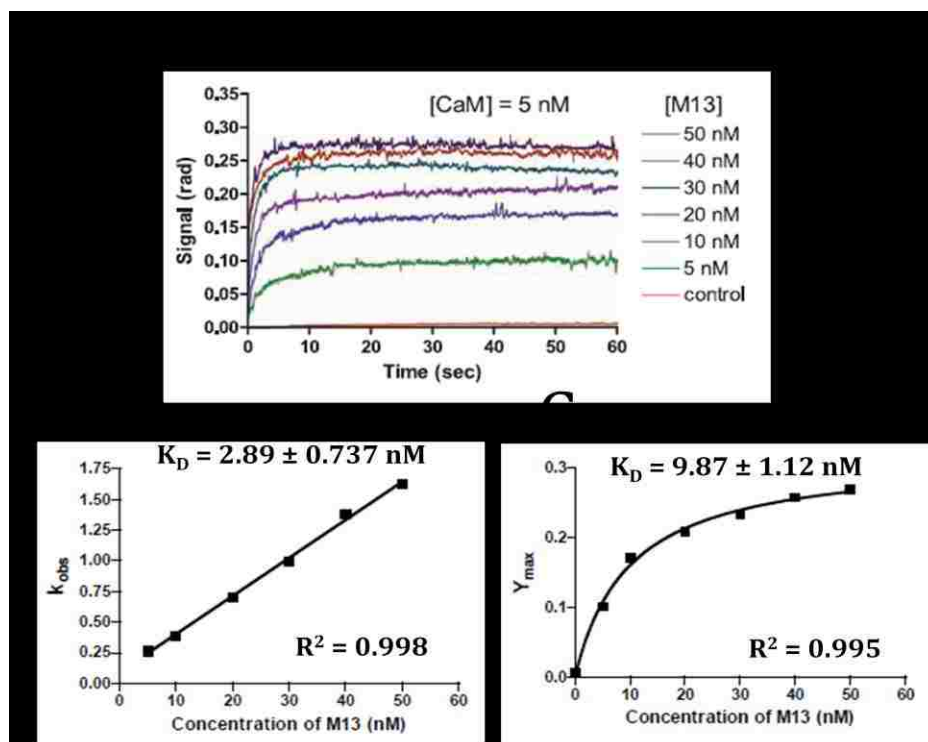 [CaM] = 5 nM
[M13]
50 nM
40 nM
30 nM
20 nM
10 nM
5 nM
control
Signal (rad)
0.35
0.30
0.25
0.20
0.15
0.10
0.05
0.00
0 10 20 30 40 50 60
Time (sec)
K_D = 2.89 ± 0.737 nM
k_obs
1.75
1.50
1.25
1.00
0.75
0.50
0.25
0.00
R² = 0.998
0 10 20 30 40 50 60
Concentration of M13 (nM)
K_D = 9.87 ± 1.12 nM
Y_max
0.3
0.2
0.1
0.0
R² = 0.995
0 10 20 30 40 50 60
Concentration of M13 (nM)